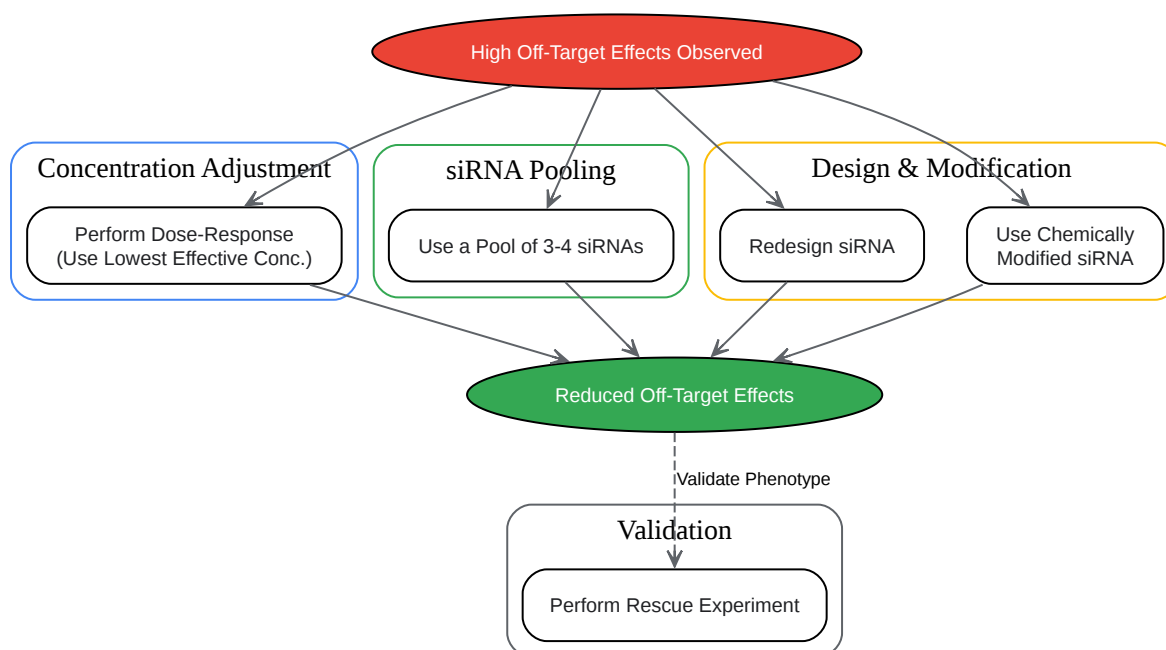 High Off-Target Effects Observed
Concentration Adjustment
siRNA Pooling
Design & Modification
Perform Dose-Response
(Use Lowest Effective Conc.)
Use a Pool of 3-4 siRNAs
Redesign siRNA
Use Chemically
Modified siRNA
Reduced Off-Target Effects
Validate Phenotype
Validation
Perform Rescue Experiment